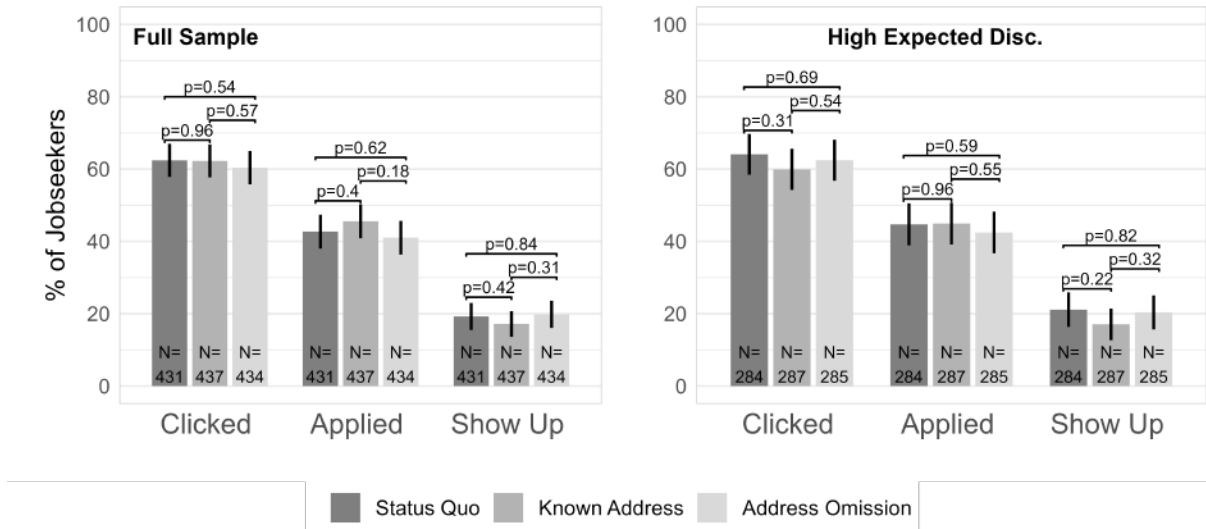 Full Sample
% of Jobseekers
100
80
60
40
20
0
p=0.54
p=0.57
p=0.96
p=0.62
p=0.18
p=0.4
p=0.84
p=0.31
p=0.42
N= N= N= N= N= N= N= N= N=
431 437 434 431 437 434 431 437 434
Clicked Applied Show Up
High Expected Disc.
100
80
60
40
20
0
p=0.69
p=0.54
p=0.31
p=0.59
p=0.55
p=0.96
p=0.82
p=0.32
p=0.22
N= N= N= N= N= N= N= N= N=
284 287 285 284 287 285 284 287 285
Clicked Applied Show Up
Status Quo Known Address Address Omission